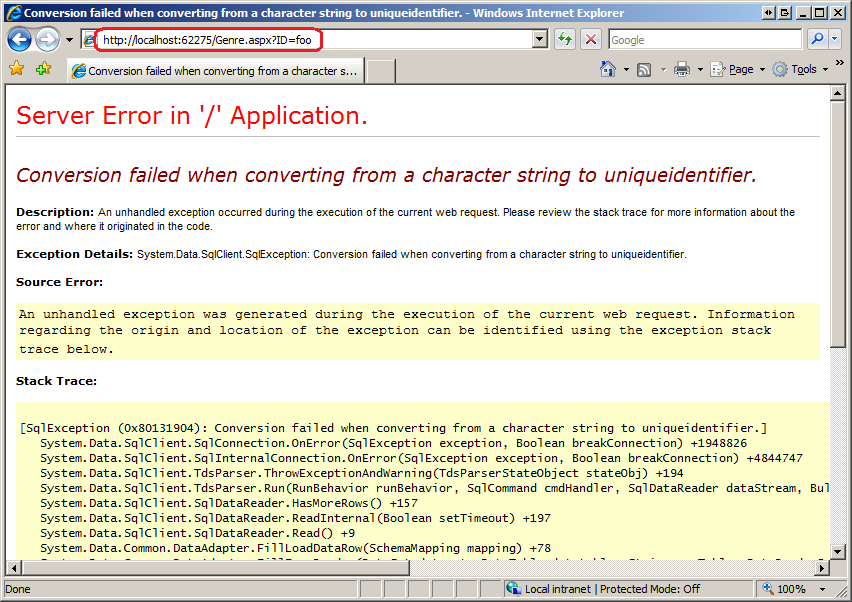 Conversion failed when converting from a character string to uniqueidentifier. - Windows Internet Explorer
http://localhost:62275/Genre.aspx?ID=foo
Google
Conversion failed when converting from a character s...
Page
Tools
Server Error in '/' Application.
Conversion failed when converting from a character string to uniqueidentifier.
Description: An unhandled exception occurred during the execution of the current web request. Please review the stack trace for more information about the
error and where it originated in the code.
Exception Details: System.Data.SqlClient.SqlException: Conversion failed when converting from a character string to uniqueidentifier.
Source Error:
An unhandled exception was generated during the execution of the current web request. Information
regarding the origin and location of the exception can be identified using the exception stack
trace below.
Stack Trace:
[SqlException (0x80131904): Conversion failed when converting from a character string to uniqueidentifier.]
System.Data.SqlClient.SqlConnection.OnError(SqlException exception, Boolean breakConnection) +1948826
System.Data.SqlClient.SqlInternalConnection.OnError(SqlException exception, Boolean breakConnection) +4844747
System.Data.SqlClient.TdsParser.ThrowExceptionAndWarning(TdsParserStateObject stateObj) +194
System.Data.SqlClient.TdsParser.Run(RunBehavior runBehavior, SqlCommand cmdHandler, SqlDataReader dataStream, Bul
System.Data.SqlClient.SqlDataReader.HasMoreRows() +157
System.Data.SqlClient.SqlDataReader.ReadInternal(Boolean setTimeout) +197
System.Data.SqlClient.SqlDataReader.Read() +9
System.Data.Common.DataAdapter.FillLoadDataRow(SchemaMapping mapping) +78
Done
Local intranet | Protected Mode: Off
100%